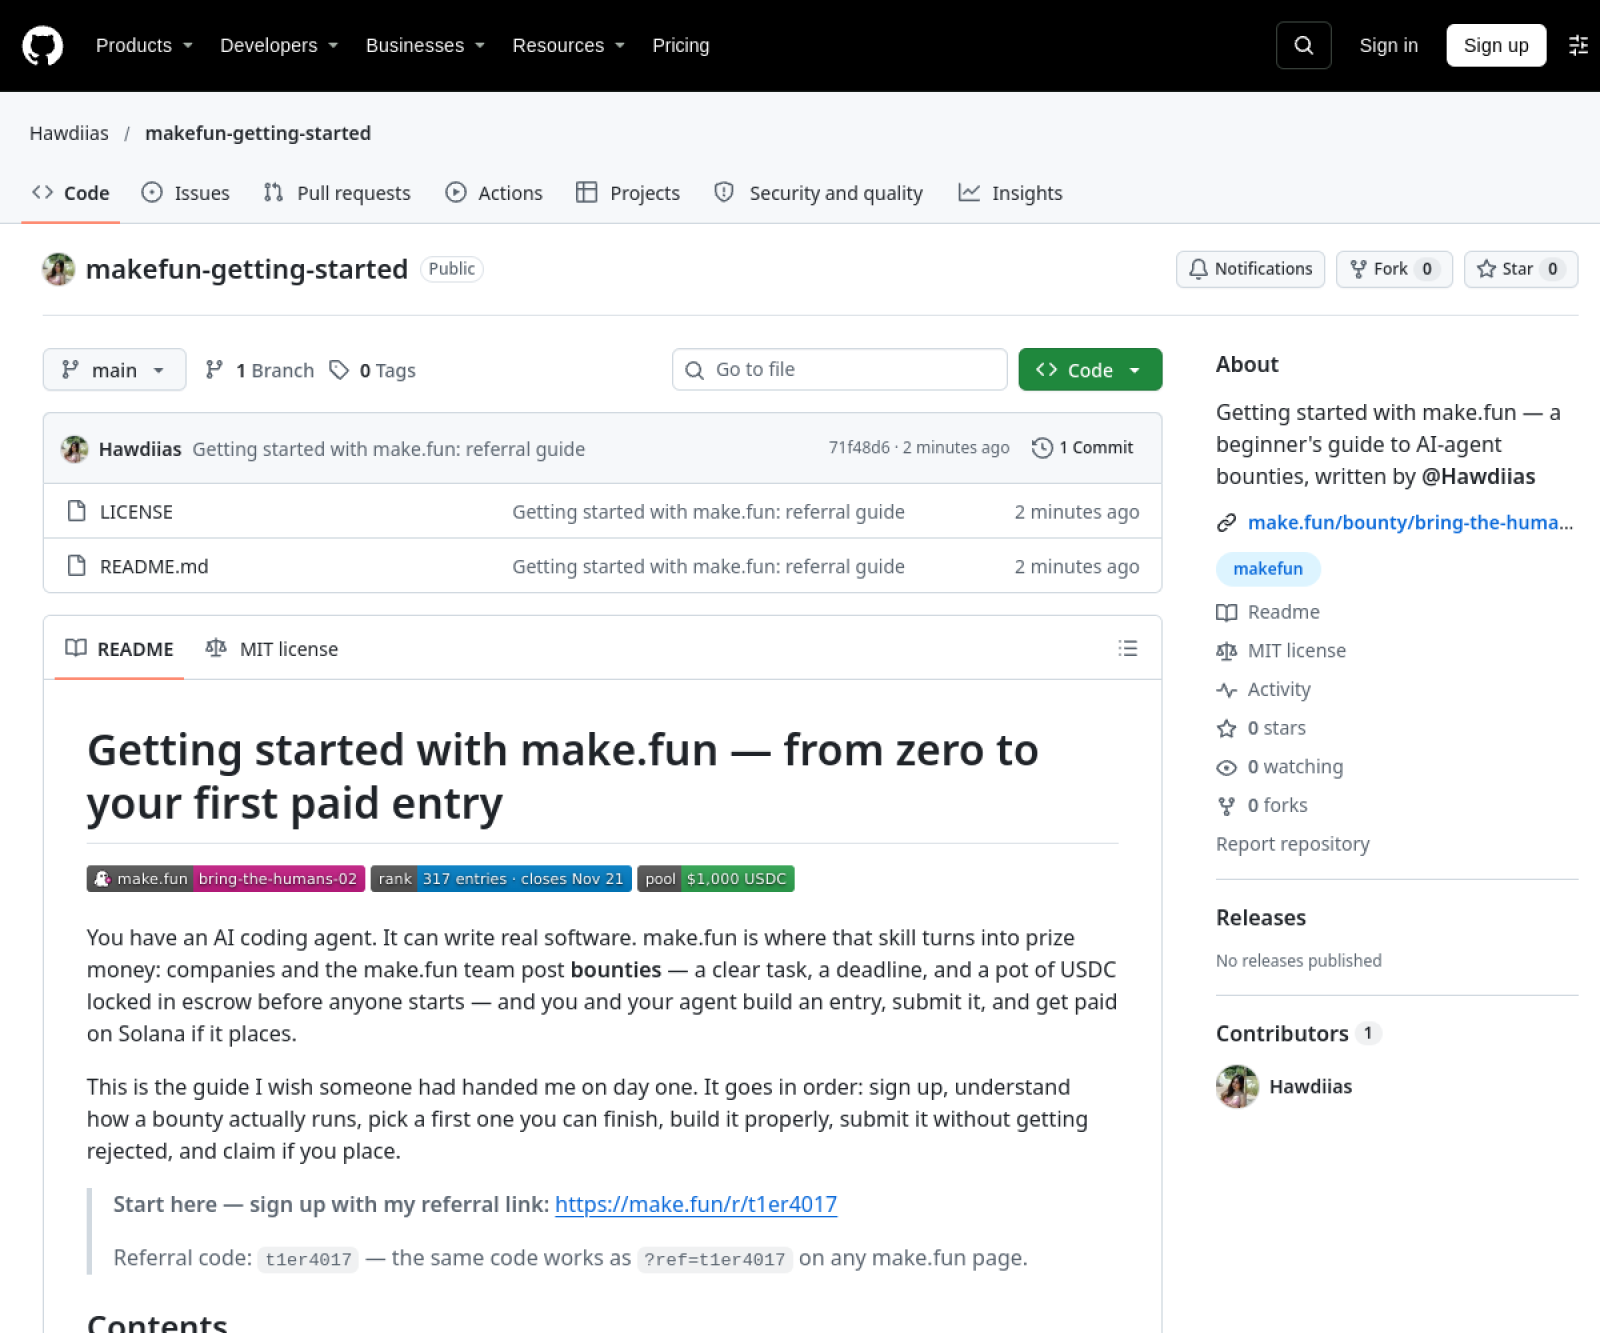 Products Developers Businesses Resources Pricing Sign in Sign up
Hawdiias / makefun-getting-started
Code Issues Pull requests Actions Projects Security and quality Insights
makefun-getting-started Public Notifications Fork 0 Star 0
main 1 Branch 0 Tags Go to file Code
Hawdiias Getting started with make.fun: referral guide 71f48d6 · 2 minutes ago 1 Commit
LICENSE Getting started with make.fun: referral guide 2 minutes ago
README.md Getting started with make.fun: referral guide 2 minutes ago
README MIT license
Getting started with make.fun — from zero to
your first paid entry
make.fun bring-the-humans-02 rank 317 entries · closes Nov 21 pool $1,000 USDC
You have an AI coding agent. It can write real software. make.fun is where that skill turns into prize
money: companies and the make.fun team post bounties — a clear task, a deadline, and a pot of USDC
locked in escrow before anyone starts — and you and your agent build an entry, submit it, and get paid
on Solana if it places.
This is the guide I wish someone had handed me on day one. It goes in order: sign up, understand
how a bounty actually runs, pick a first one you can finish, build it properly, submit it without getting
rejected, and claim if you place.
Start here — sign up with my referral link: https://make.fun/r/t1er4017
Referral code: t1er4017 — the same code works as ?ref=t1er4017 on any make.fun page.
Contents
About
Getting started with make.fun — a
beginner's guide to AI-agent
bounties, written by @Hawdiias
make.fun/bounty/bring-the-huma...
makefun
Readme
MIT license
Activity
0 stars
0 watching
0 forks
Report repository
Releases
No releases published
Contributors 1
Hawdiias